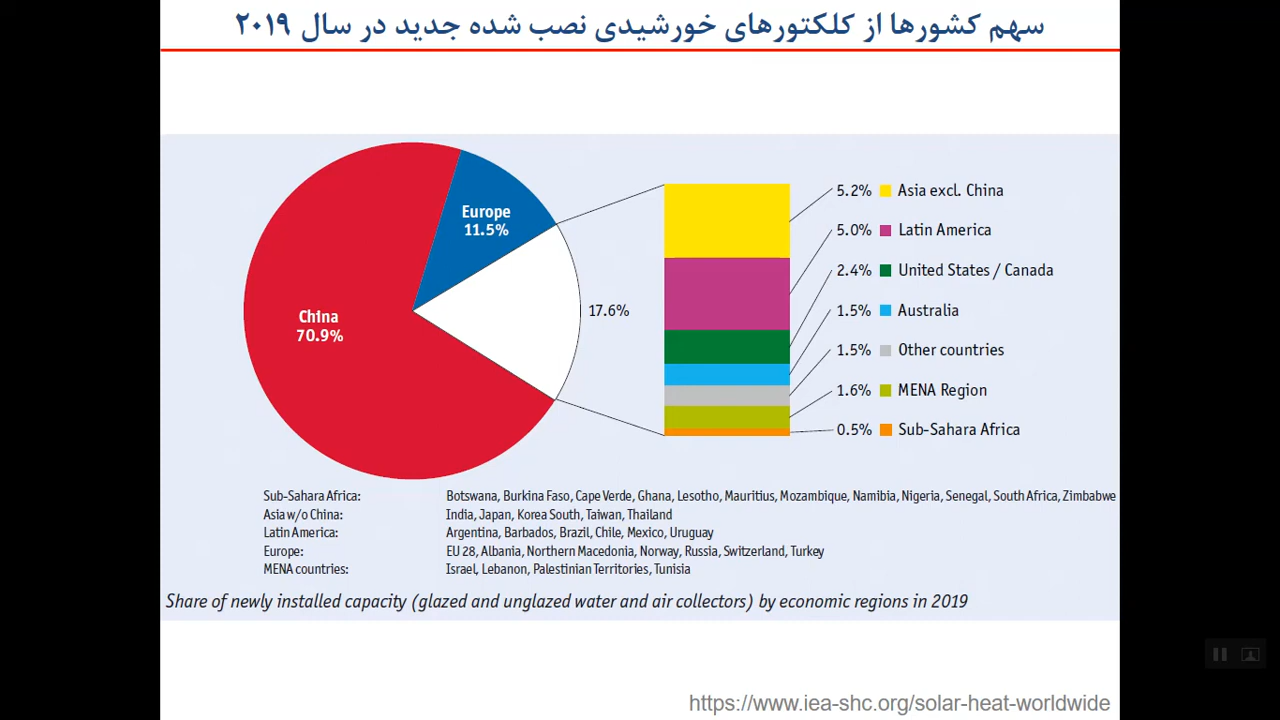 سهم کشورها از کلکتورهای خورشیدی نصب شده جدید در سال ۲۰۱۹
Europe
11.5%
China
70.9%
17.6%
5.2% Asia excl. China
5.0% Latin America
2.4% United States / Canada
1.5% Australia
1.5% Other countries
1.6% MENA Region
0.5% Sub-Sahara Africa
Sub-Sahara Africa: Botswana, Burkina Faso, Cape Verde, Ghana, Lesotho, Mauritius, Mozambique, Namibia, Nigeria, Senegal, South Africa, Zimbabwe
Asia w/o China: India, Japan, Korea South, Taiwan, Thailand
Latin America: Argentina, Barbados, Brazil, Chile, Mexico, Uruguay
Europe: EU 28, Albania, Northern Macedonia, Norway, Russia, Switzerland, Turkey
MENA countries: Israel, Lebanon, Palestinian Territories, Tunisia
Share of newly installed capacity (glazed and unglazed water and air collectors) by economic regions in 2019
https://www.iea-shc.org/solar-heat-worldwide